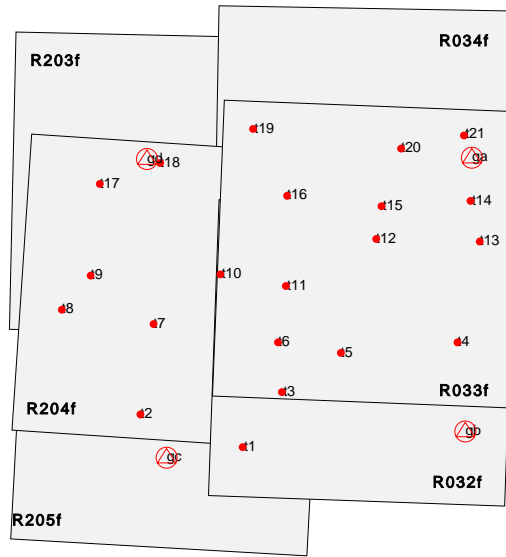 R034f
R203f
t19
t21
t20
ga
gd
t18
t17
t16
t14
t15
t12
t13
t10
t9
t11
t8
t7
t6
t4
t5
t3
R033f
R204f
t2
gb
t1
gc
R032f
R205f